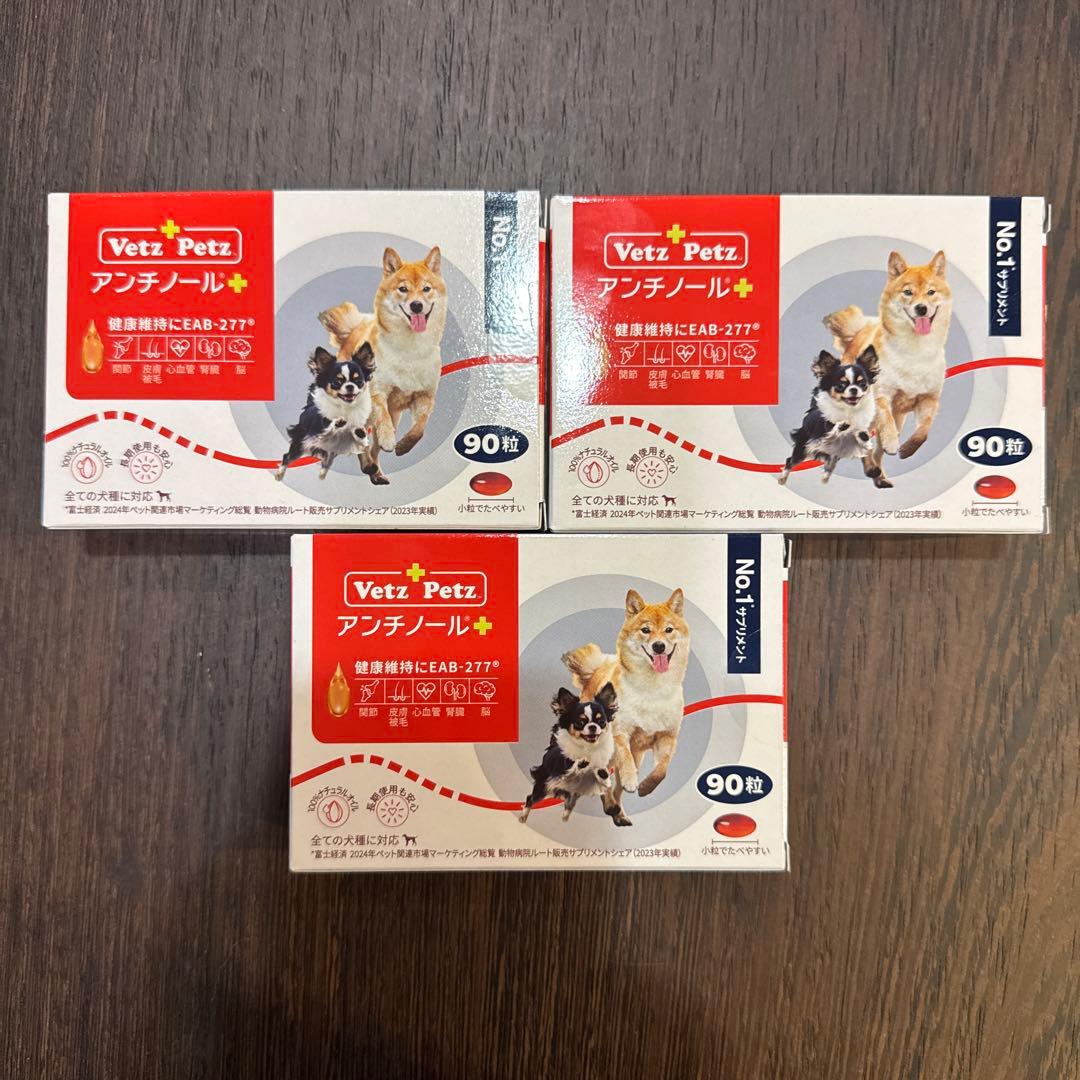 Vetz Petz
アンチノール®
健康維持にEAB-277®
関節 皮膚被毛 心血管 腎臓 脳
No.1
90粒
100%ナチュラルオイル
長期使用も安心
全ての犬種に対応
*富士経済 2024年ペット関連市場マーケティング総覧 動物病院ルート販売サプリメントシェア(2023年実績)
小粒でたべやすい
Vetz Petz
アンチノール®
健康維持にEAB-277®
関節 皮膚被毛 心血管 腎臓 脳
No.1*サプリメント
90粒
100%ナチュラルオイル
長期使用も安心
全ての犬種に対応
*富士経済 2024年ペット関連市場マーケティング総覧 動物病院ルート販売サプリメントシェア(2023年実績)
小粒でたべやすい
Vetz Petz
アンチノール®
健康維持にEAB-277®
関節 皮膚被毛 心血管 腎臓 脳
No.1*サプリメント
90粒
100%ナチュラルオイル
長期使用も安心
全ての犬種に対応
*富士経済 2024年ペット関連市場マーケティング総覧 動物病院ルート販売サプリメントシェア(2023年実績)
小粒でたべやすい